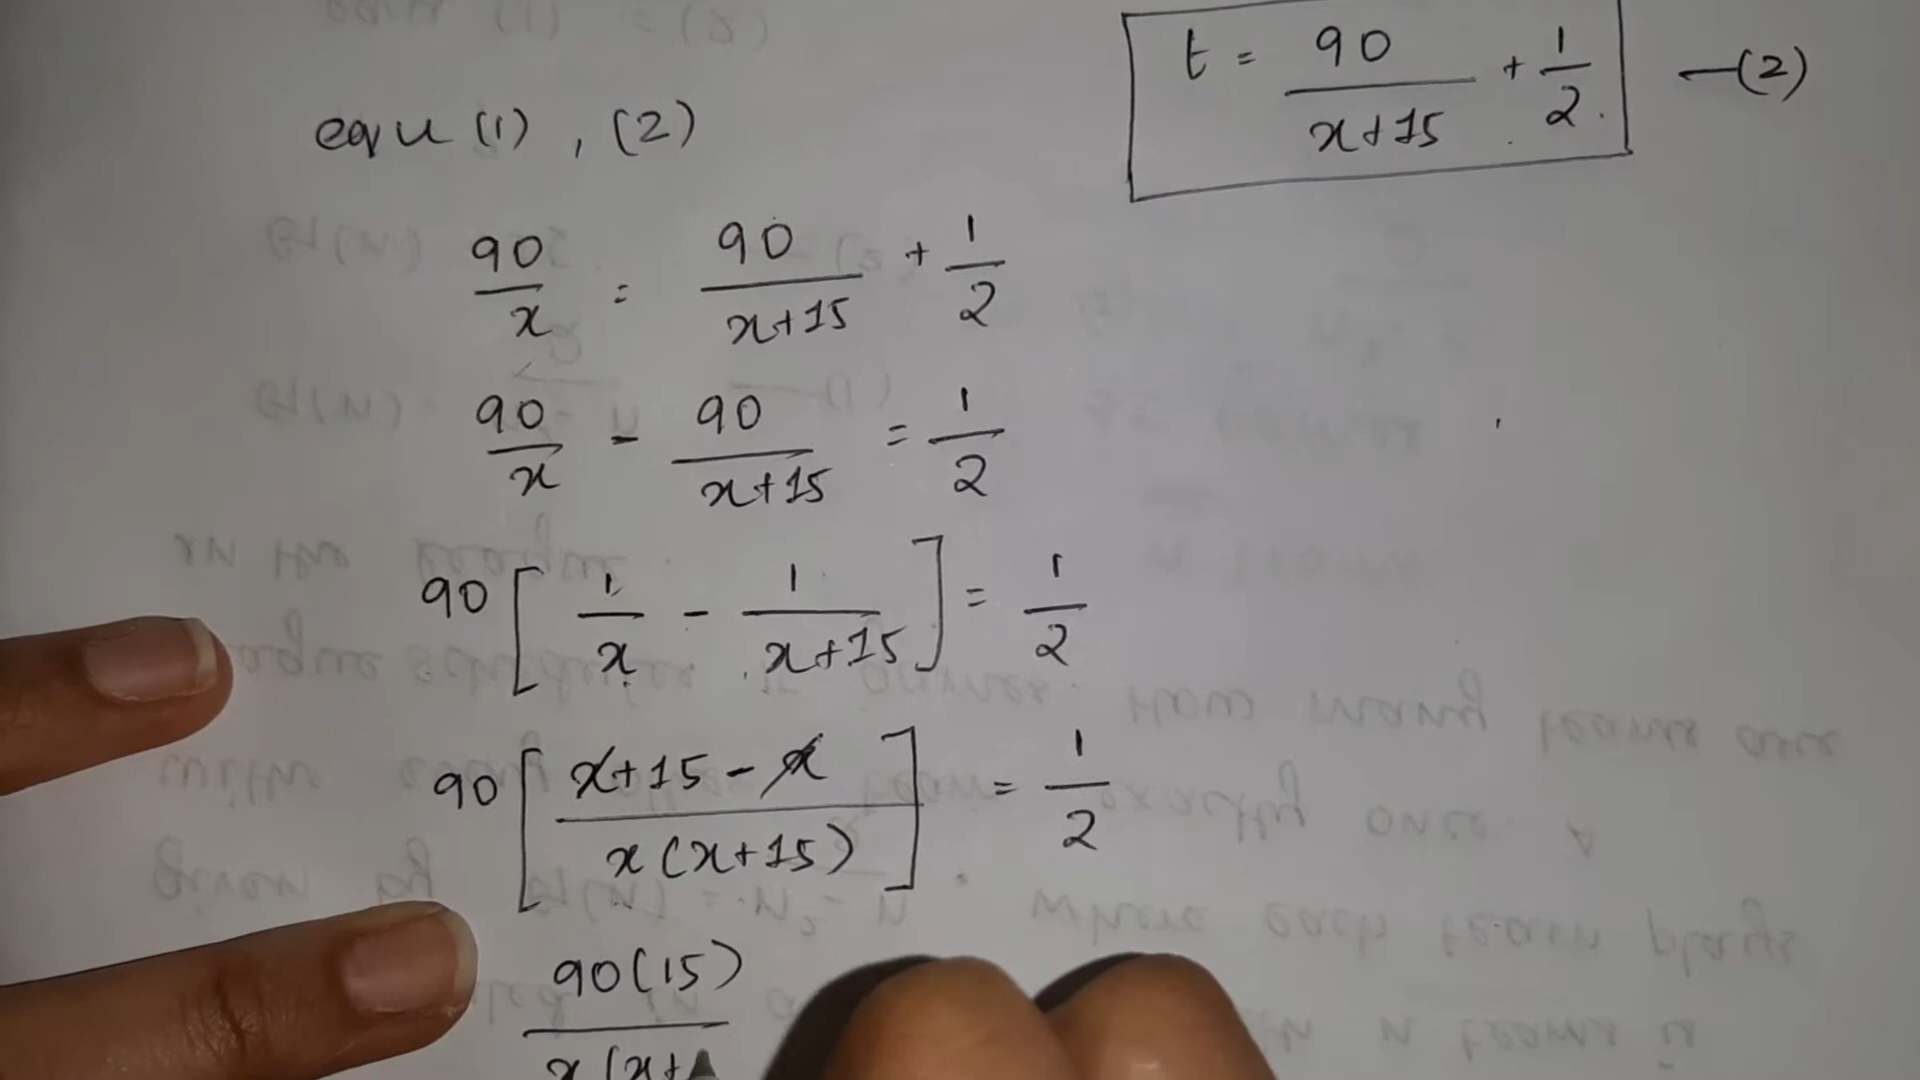 t = 90/(x+15) + 1/2. —(2)
equ (1), (2)
90/x = 90/(x+15) + 1/2
90/x - 90/(x+15) = 1/2
90[1/x - 1/(x+15)] = 1/2
90[(x+15-x)/(x(x+15))] = 1/2
90(15)/x(x+